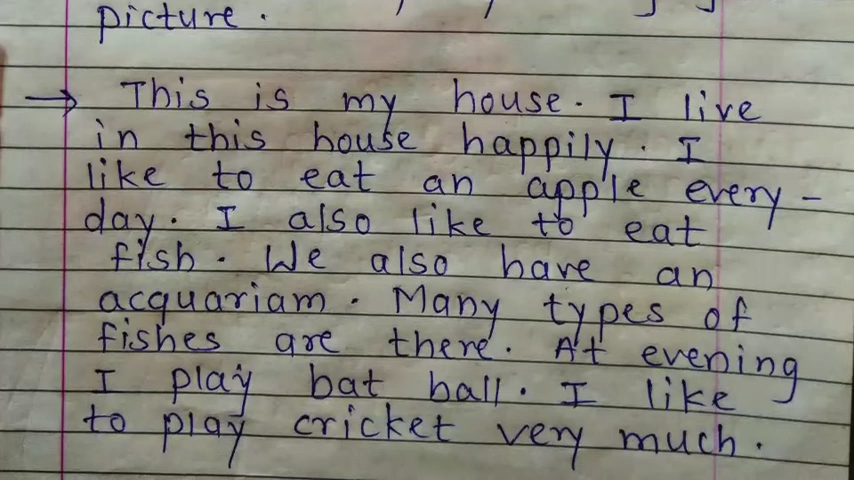 picture.
→ This is my house. I live
in this house happily. I
like to eat an apple every-
day. I also like to eat
fish. We also have an
acquariam. Many types of
fishes are there. At evening
I play bat ball. I like
to play cricket very much.